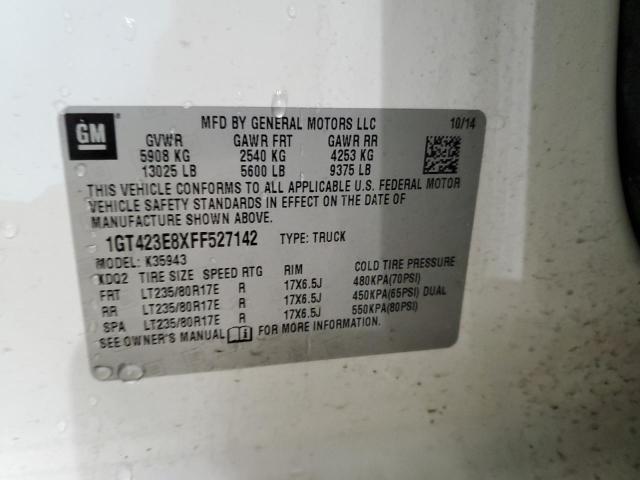 GM
MFD BY GENERAL MOTORS LLC 10/14
GVWR GAWR FRT GAWR RR
5908 KG 2540 KG 4253 KG
13025 LB 5600 LB 9375 LB
THIS VEHICLE CONFORMS TO ALL APPLICABLE U.S. FEDERAL MOTOR
VEHICLE SAFETY STANDARDS IN EFFECT ON THE DATE OF
MANUFACTURE SHOWN ABOVE.
1GT423E8XFF527142 TYPE: TRUCK
MODEL: K35943
XDQ2 TIRE SIZE SPEED RTG RIM COLD TIRE PRESSURE
FRT LT235/80R17E R 17X6.5J 480KPA(70PSI)
RR LT235/80R17E R 17X6.5J 450KPA(65PSI) DUAL
SPA LT235/80R17E R 17X6.5J 550KPA(80PSI)
SEE OWNER'S MANUAL FOR MORE INFORMATION.